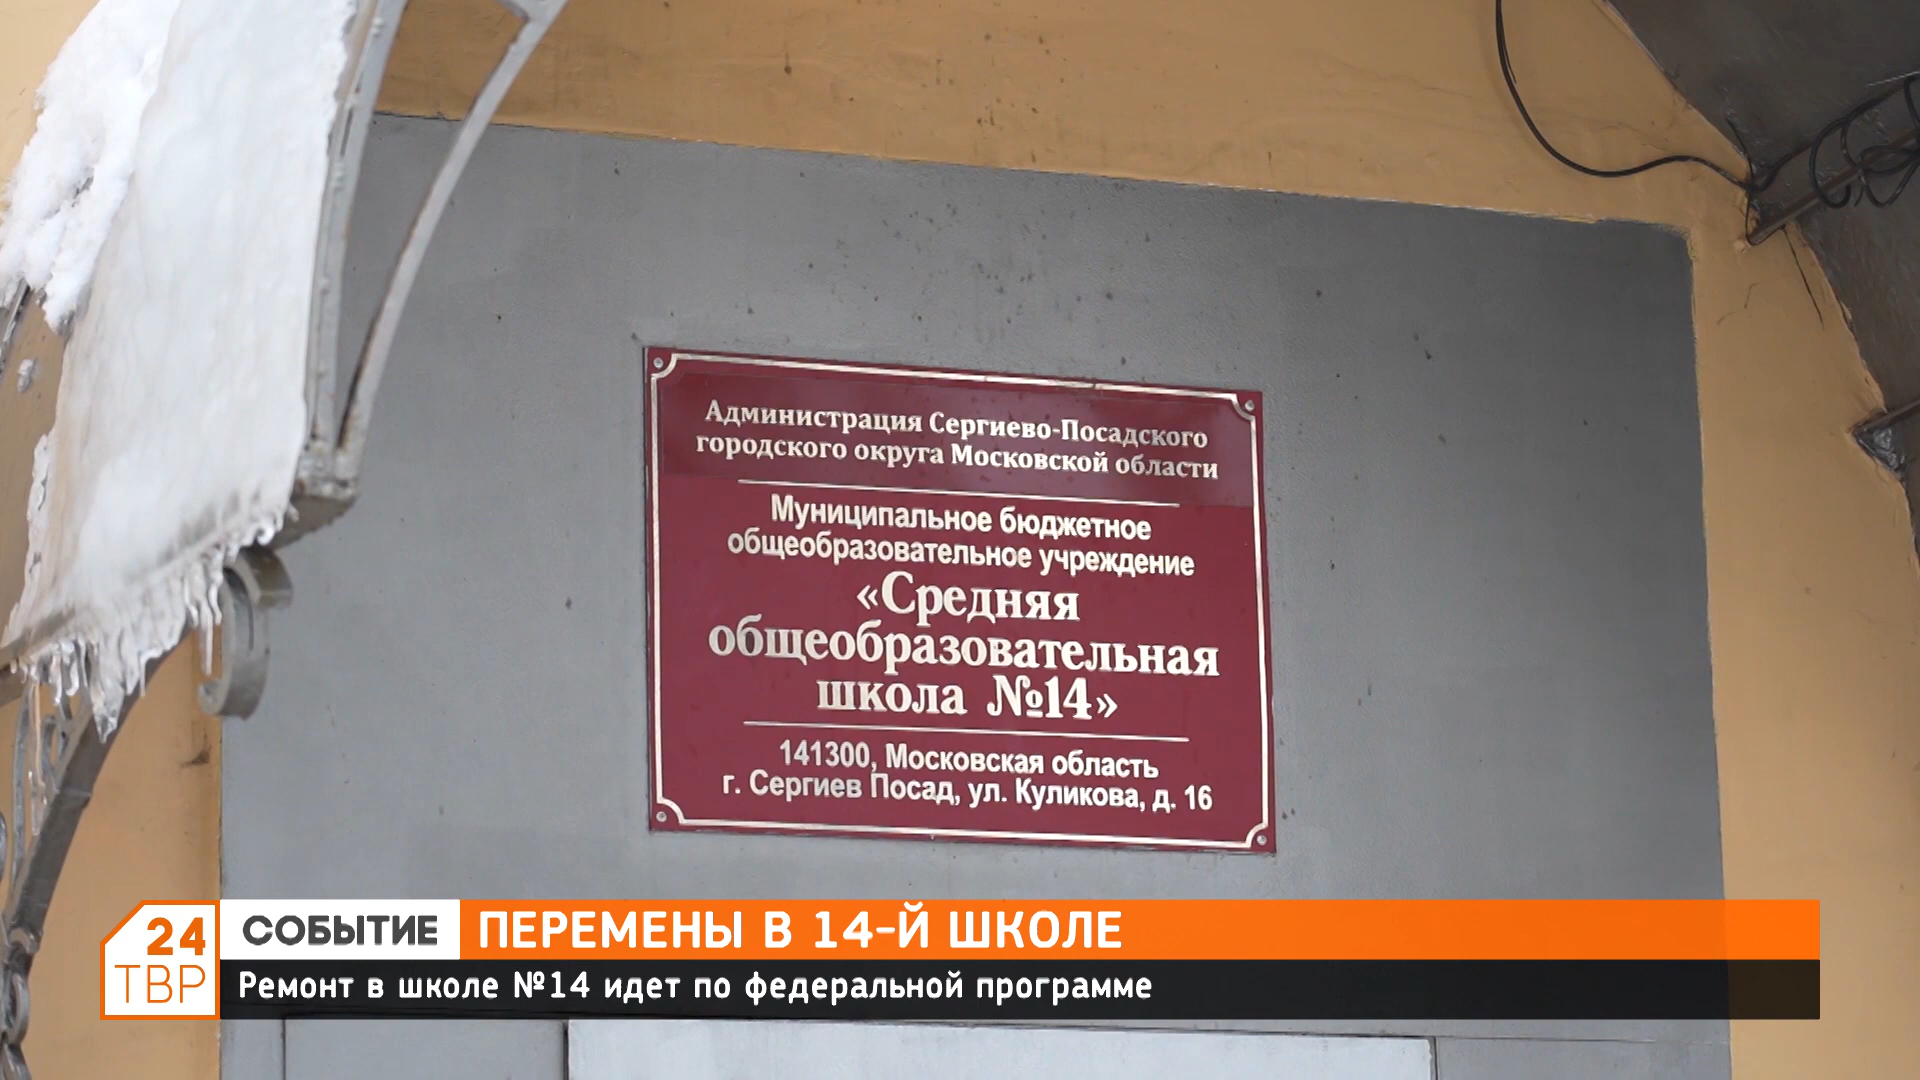 Администрация Сергиево-Посадского
городского округа Московской области
Муниципальное бюджетное
общеобразовательное учреждение
«Средняя
общеобразовательная
школа №14»
141300, Московская область
г. Сергиев Посад, ул. Куликова, д. 16
24
ТВР
СОБЫТИЕ
ПЕРЕМЕНЫ В 14-Й ШКОЛЕ
Ремонт в школе №14 идет по федеральной программе